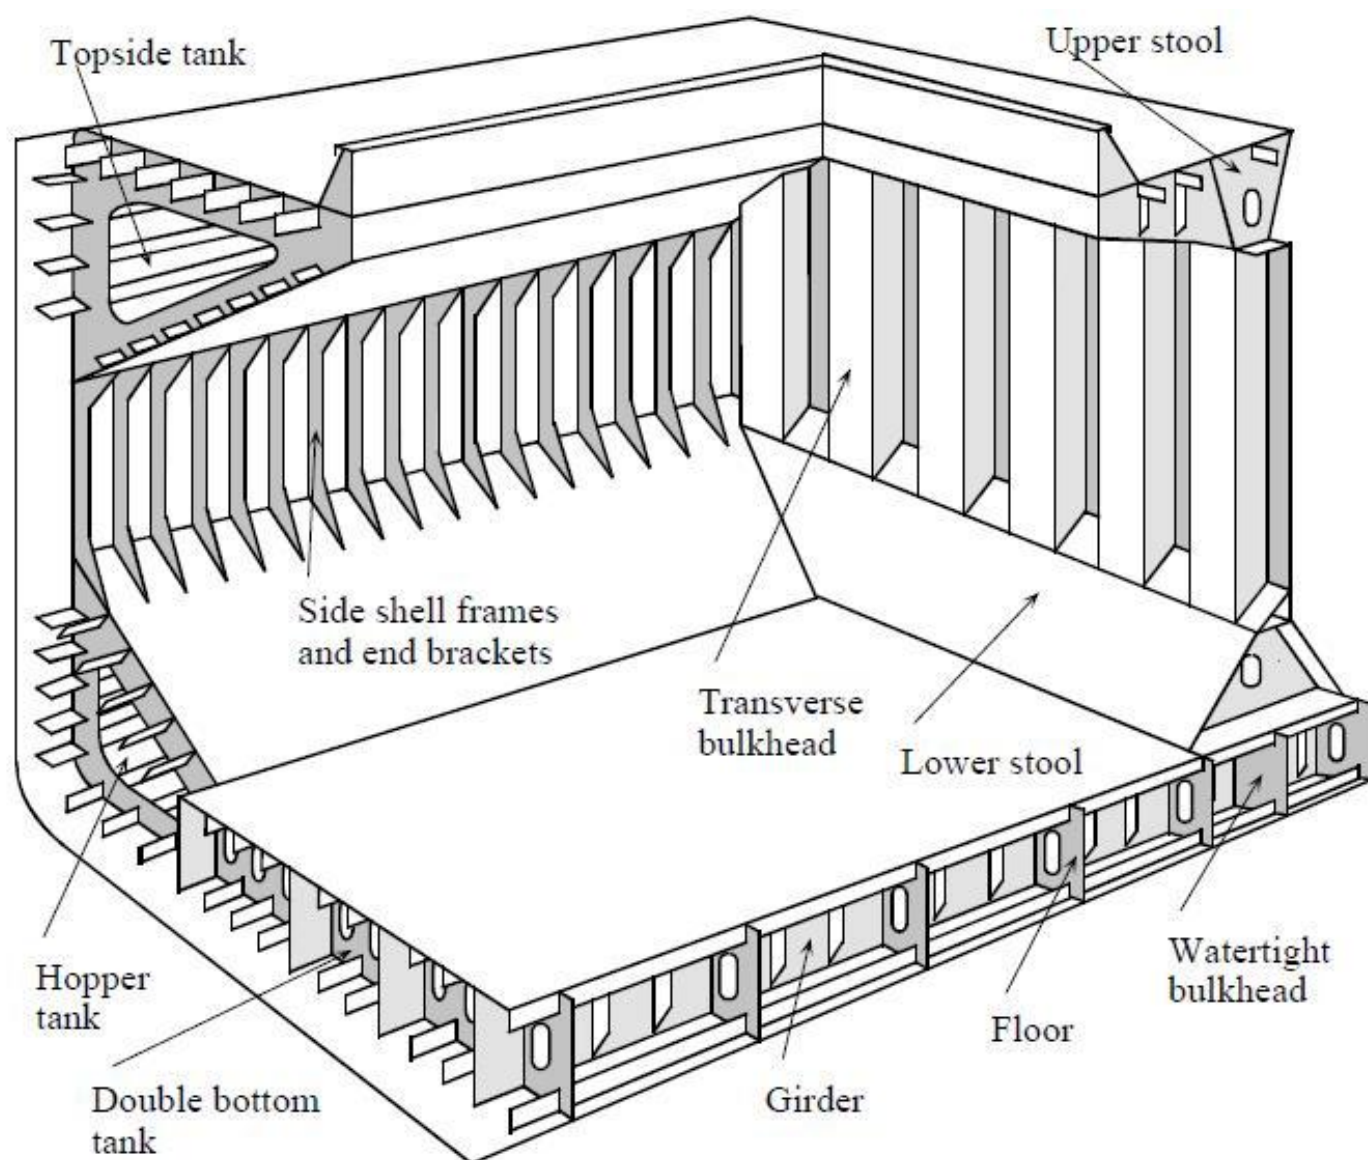 Topside tank
Upper stool
Side shell frames
and end brackets
Transverse
bulkhead
Lower stool
Hopper
tank
Watertight
bulkhead
Floor
Double bottom
tank
Girder